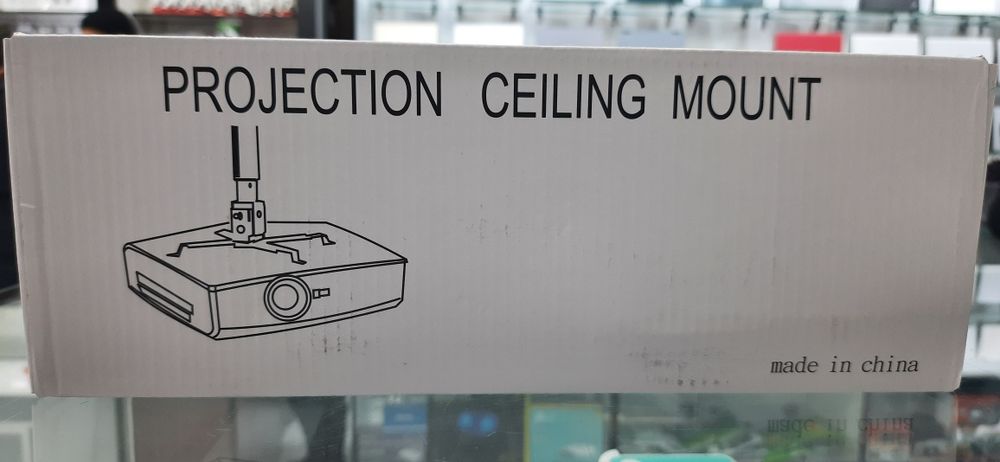 PROJECTION CEILING MOUNT
made in china